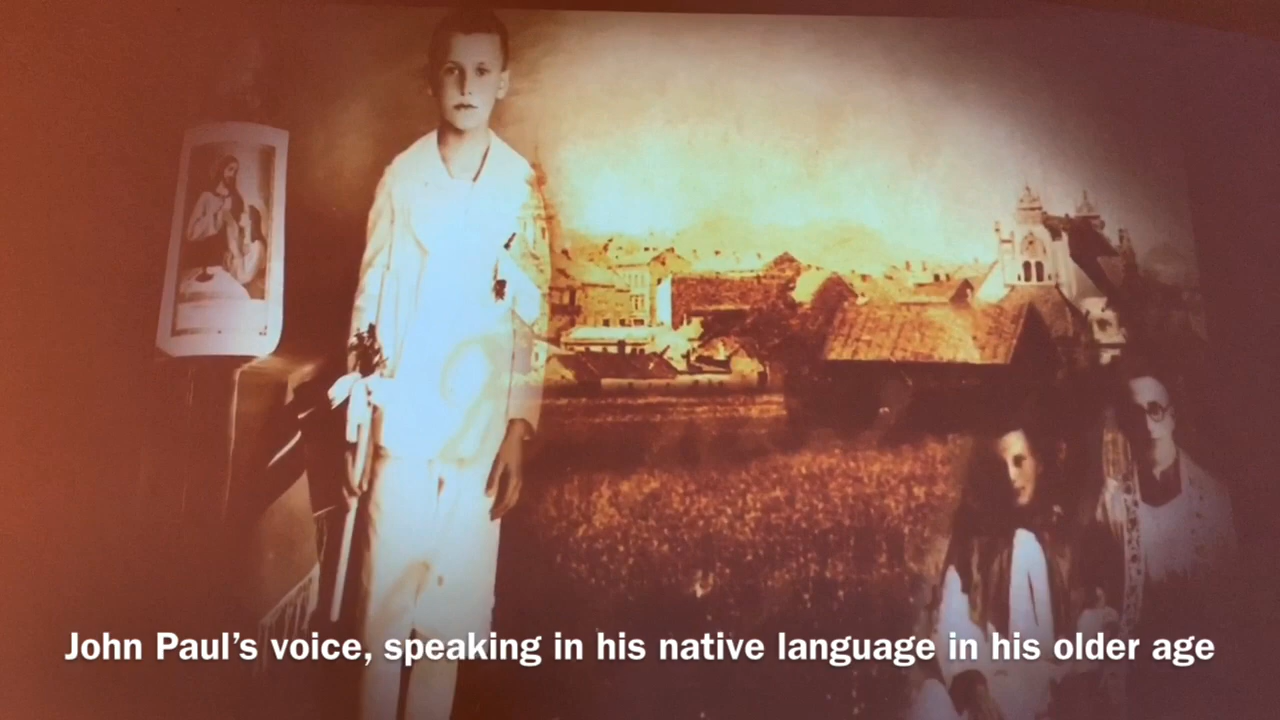 John Paul's voice, speaking in his native language in his older age